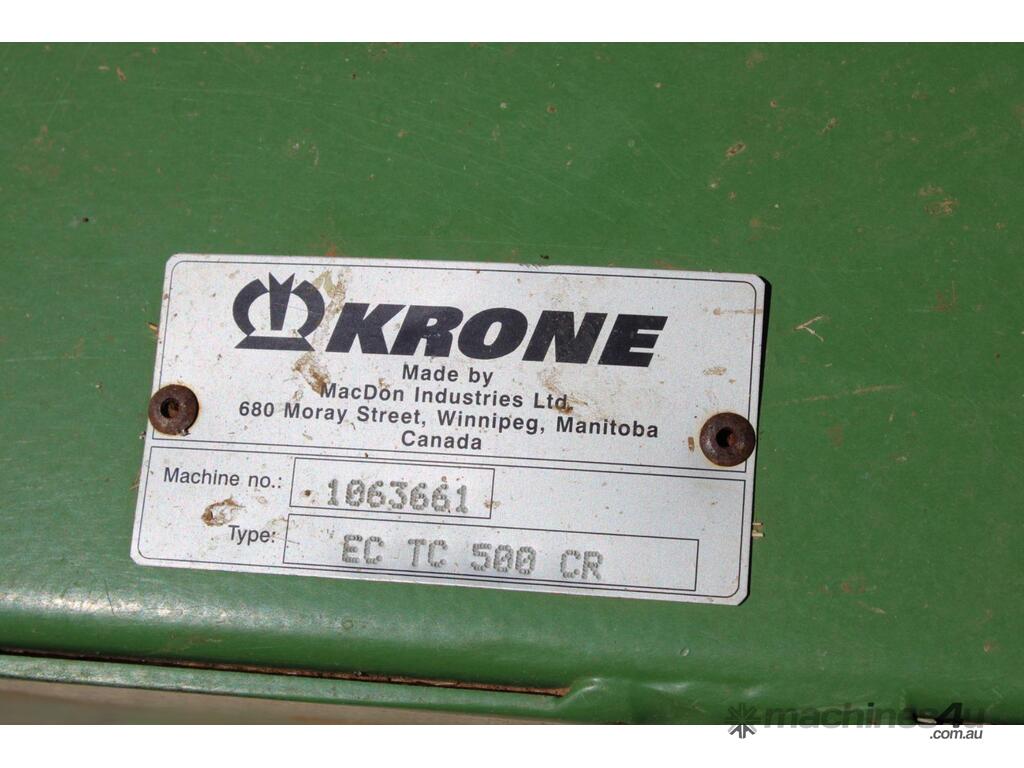 KRONE
Made by
MacDon Industries Ltd.
680 Moray Street, Winnipeg, Manitoba
Canada
Machine no.: 1063661
Type: EC TC 500 CR
machines4u
.com.au